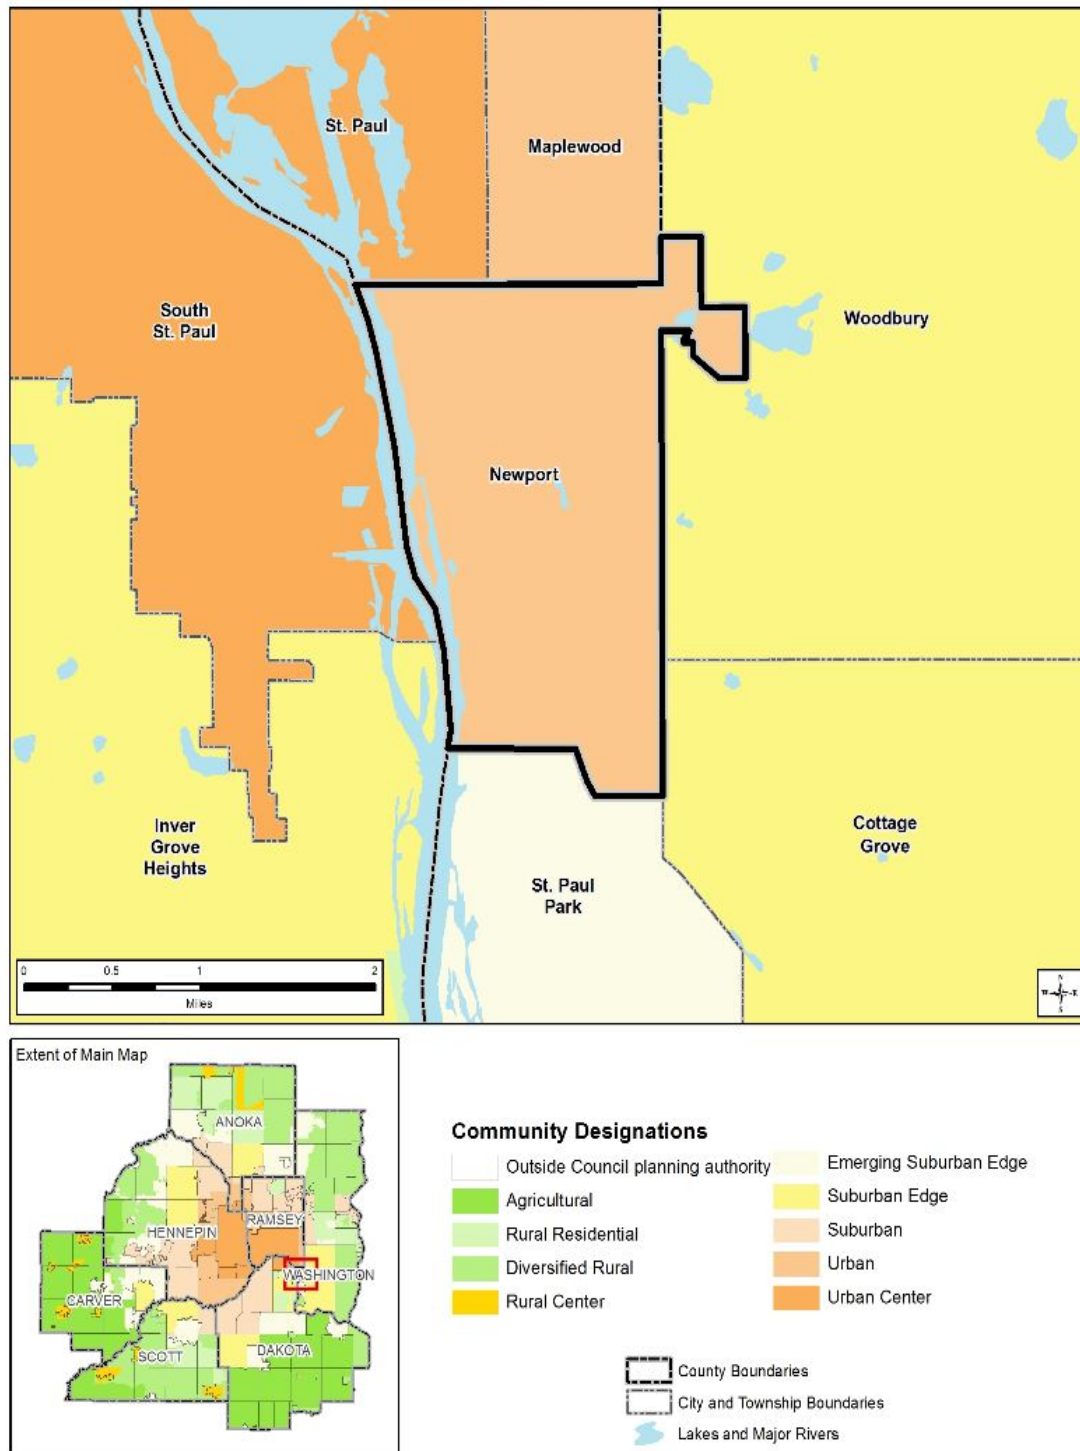 St. Paul
Maplewood
South
St. Paul
Woodbury
Newport
Inver
Grove
Heights
Cottage
Grove
St. Paul
Park
0 0.5 1 2
Miles
N
W E
S
Extent of Main Map
ANOKA
HENNEPIN
RAMSEY
WASHINGTON
CARVER
SCOTT
DAKOTA
Community Designations
Outside Council planning authority
Agricultural
Rural Residential
Diversified Rural
Rural Center
Emerging Suburban Edge
Suburban Edge
Suburban
Urban
Urban Center
County Boundaries
City and Township Boundaries
Lakes and Major Rivers